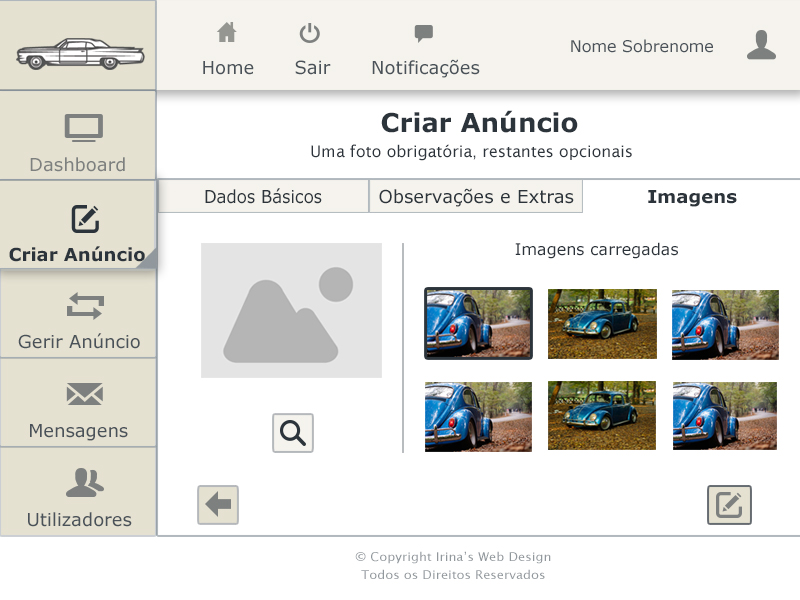 Home
Sair
Notificações
Nome Sobrenome
Dashboard
Criar Anúncio
Gerir Anúncio
Mensagens
Utilizadores
Criar Anúncio
Uma foto obrigatória, restantes opcionais
Dados Básicos
Observações e Extras
Imagens
Imagens carregadas
© Copyright Irina's Web Design
Todos os Direitos Reservados